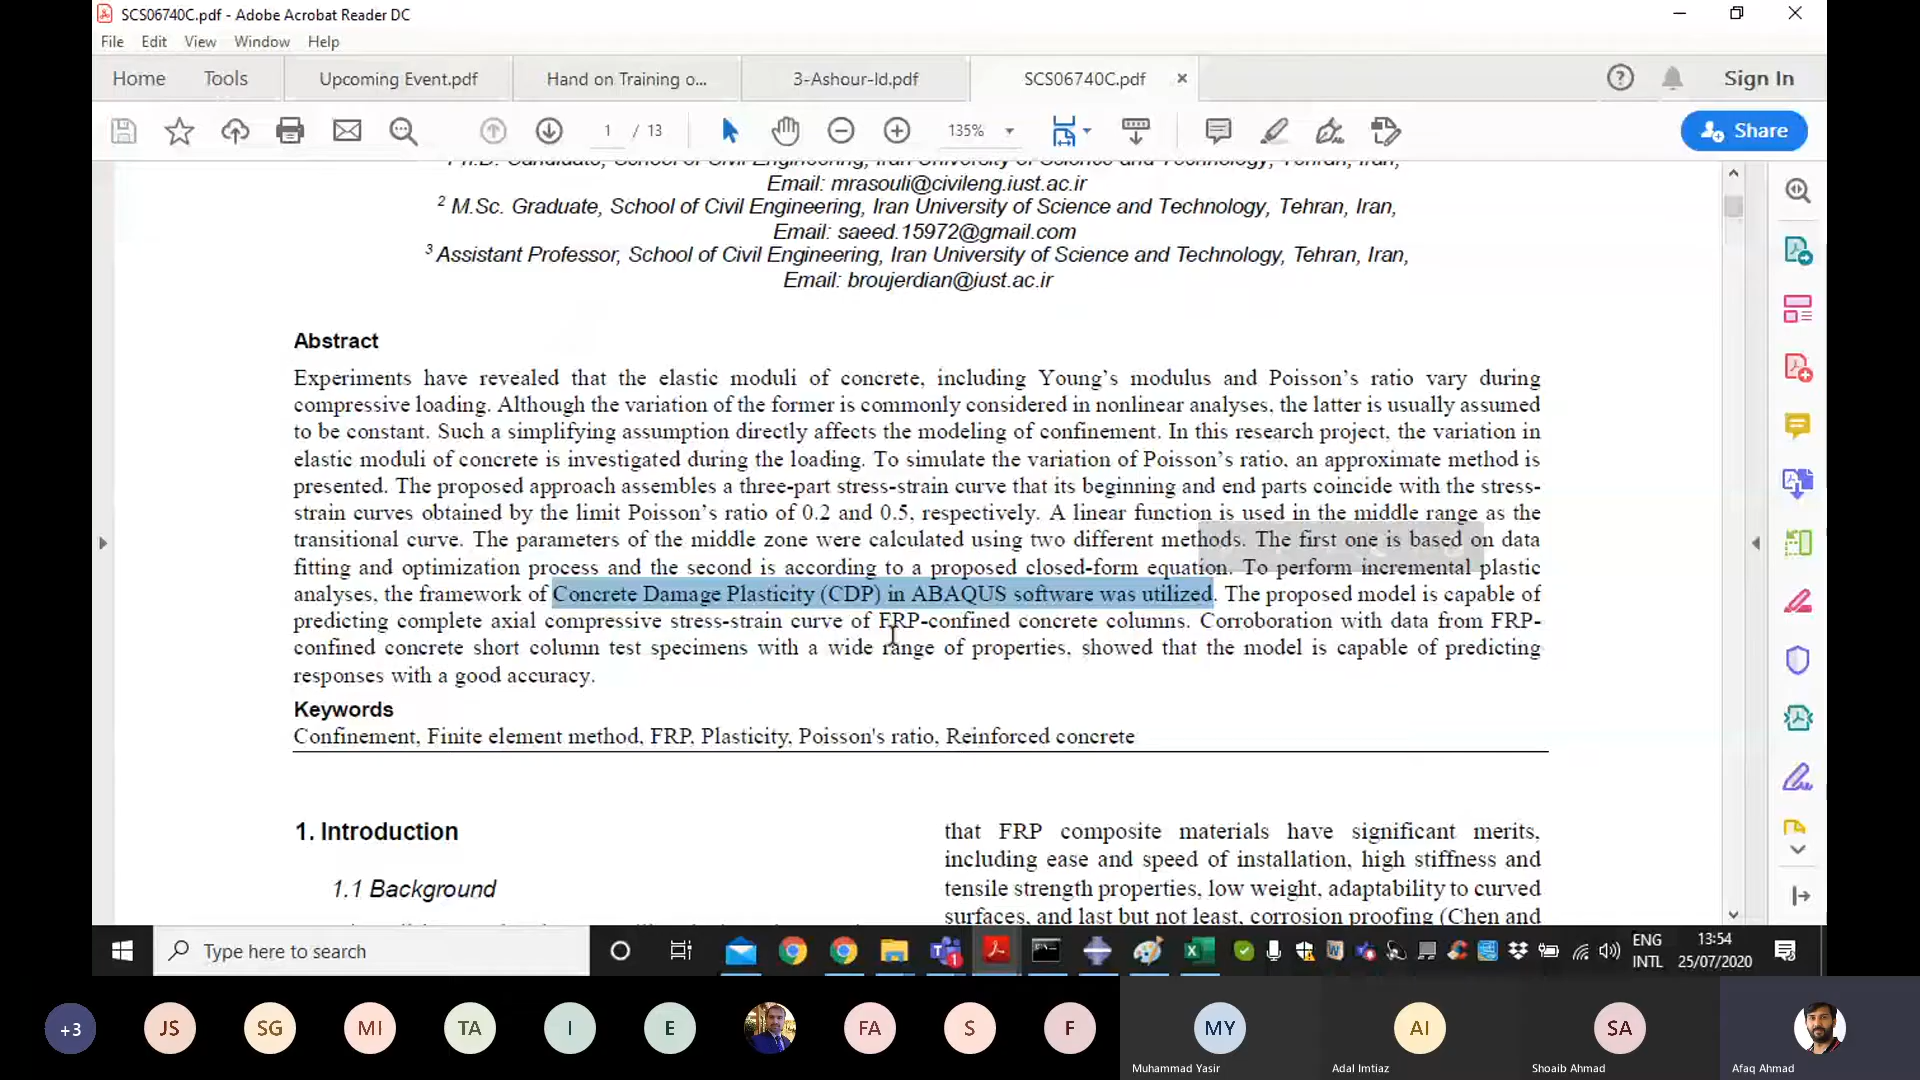 SCS06740C.pdf - Adobe Acrobat Reader DC
File Edit View Window Help
Home Tools Upcoming Event.pdf Hand on Training o... 3-Ashour-Id.pdf SCS06740C.pdf Sign In
1 / 13 135% Share
Ph.D. Candidate, School of Civil Engineering, Iran University of Science and Technology, Tehran, Iran,
Email: mrasouli@civileng.iust.ac.ir
2 M.Sc. Graduate, School of Civil Engineering, Iran University of Science and Technology, Tehran, Iran,
Email: saeed.15972@gmail.com
3 Assistant Professor, School of Civil Engineering, Iran University of Science and Technology, Tehran, Iran,
Email: broujerdian@iust.ac.ir
Abstract
Experiments have revealed that the elastic moduli of concrete, including Young's modulus and Poisson's ratio vary during
compressive loading. Although the variation of the former is commonly considered in nonlinear analyses, the latter is usually assumed
to be constant. Such a simplifying assumption directly affects the modeling of confinement. In this research project, the variation in
elastic moduli of concrete is investigated during the loading. To simulate the variation of Poisson's ratio, an approximate method is
presented. The proposed approach assembles a three-part stress-strain curve that its beginning and end parts coincide with the stress-
strain curves obtained by the limit Poisson's ratio of 0.2 and 0.5, respectively. A linear function is used in the middle range as the
transitional curve. The parameters of the middle zone were calculated using two different methods. The first one is based on data
fitting and optimization process and the second is according to a proposed closed-form equation. To perform incremental plastic
analyses, the framework of Concrete Damage Plasticity (CDP) in ABAQUS software was utilized. The proposed model is capable of
predicting complete axial compressive stress-strain curve of FRP-confined concrete columns. Corroboration with data from FRP-
confined concrete short column test specimens with a wide range of properties, showed that the model is capable of predicting
responses with a good accuracy.
Keywords
Confinement, Finite element method, FRP, Plasticity, Poisson's ratio, Reinforced concrete
1. Introduction
1.1 Background
that FRP composite materials have significant merits,
including ease and speed of installation, high stiffness and
tensile strength properties, low weight, adaptability to curved
surfaces, and last but not least, corrosion proofing (Chen and
Type here to search
ENG 13:54
INTL 25/07/2020
+3 JS SG MI TA I E FA S F MY AI SA
Muhammad Yasir Adal Imtiaz Shoaib Ahmad Afaq Ahmad